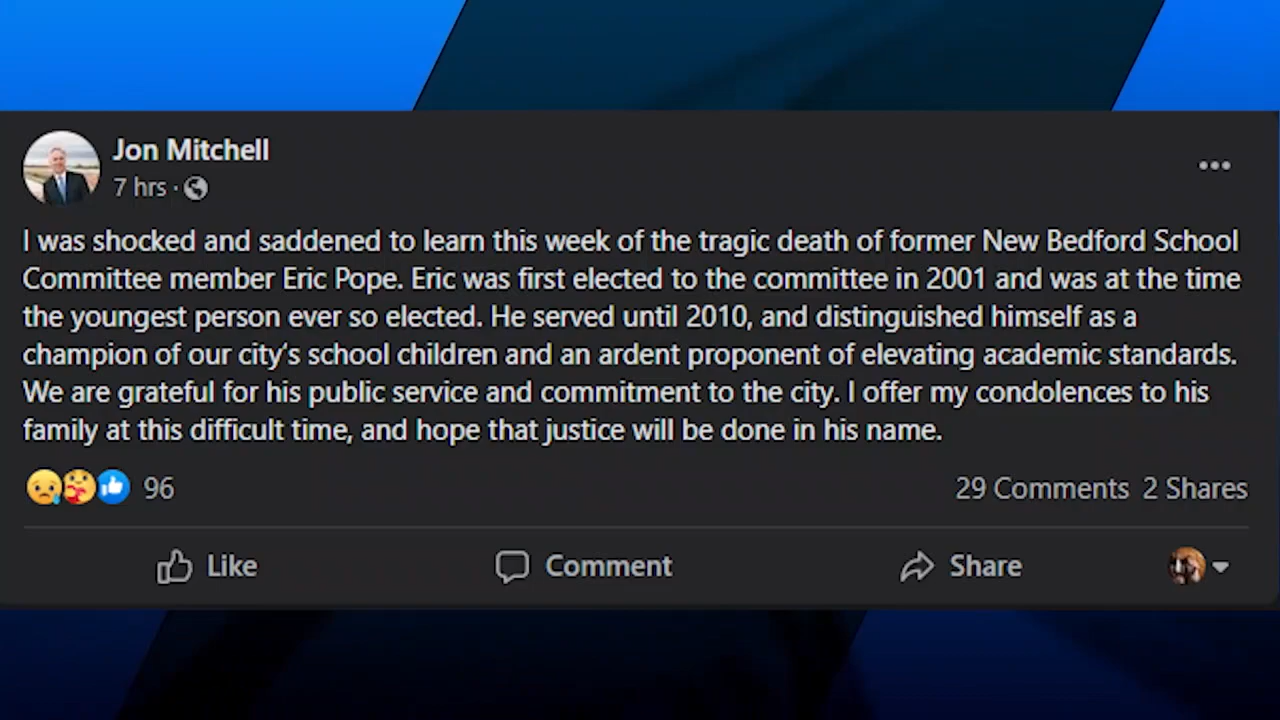 Jon Mitchell
7 hrs ·
I was shocked and saddened to learn this week of the tragic death of former New Bedford School
Committee member Eric Pope. Eric was first elected to the committee in 2001 and was at the time
the youngest person ever so elected. He served until 2010, and distinguished himself as a
champion of our city's school children and an ardent proponent of elevating academic standards.
We are grateful for his public service and commitment to the city. I offer my condolences to his
family at this difficult time, and hope that justice will be done in his name.
96 29 Comments 2 Shares
Like Comment Share